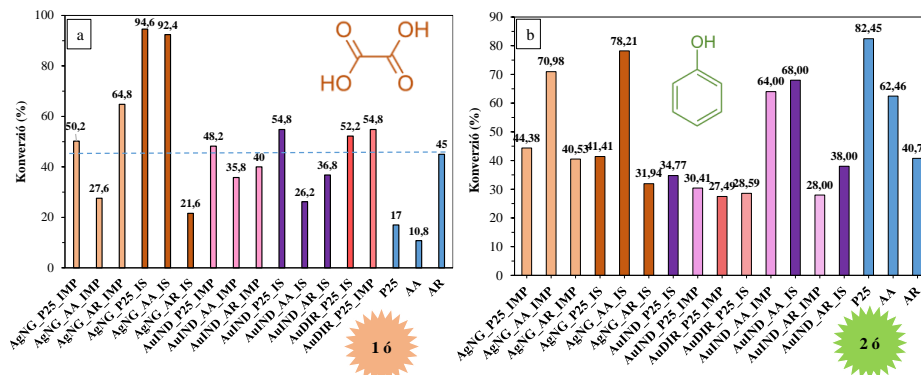 a
Konverzió (%)
100
80
60
40
20
0
50,2
27,6
64,8
94,6
92,4
21,6
48,2
35,8
40
54,8
26,2
36,8
52,2
54,8
17
10,8
45
O
OH
HO
O
AgNG_P25_IMP
AgNG_AA_IMP
AgNG_AR_IMP
AgNG_P25_IS
AgNG_AA_IS
AgNG_AR_IS
AuIND_P25_IMP
AuIND_AA_IMP
AuIND_AR_IMP
AuIND_P25_IS
AuIND_AA_IS
AuIND_AR_IS
AuDIR_P25_IS
AuDIR_P25_IMP
P25
AA
AR
1 ó
b
Konverzió (%)
90
80
70
60
50
40
30
20
10
0
44,38
70,98
40,53
41,41
78,21
31,94
34,77
30,41
27,49
28,59
64,00
68,00
28,00
38,00
82,45
62,46
40,7
OH
AgNG_P25_IMP
AgNG_AA_IMP
AgNG_AR_IMP
AgNG_P25_IS
AgNG_AA_IS
AgNG_AR_IS
AuIND_P25_IS
AuIND_P25_IMP
AuDIR_P25_IMP
AuDIR_P25_IS
AuIND_AA_IMP
AuIND_AA_IS
AuIND_AR_IMP
AuIND_AR_IS
P25
AA
AR
2 ó